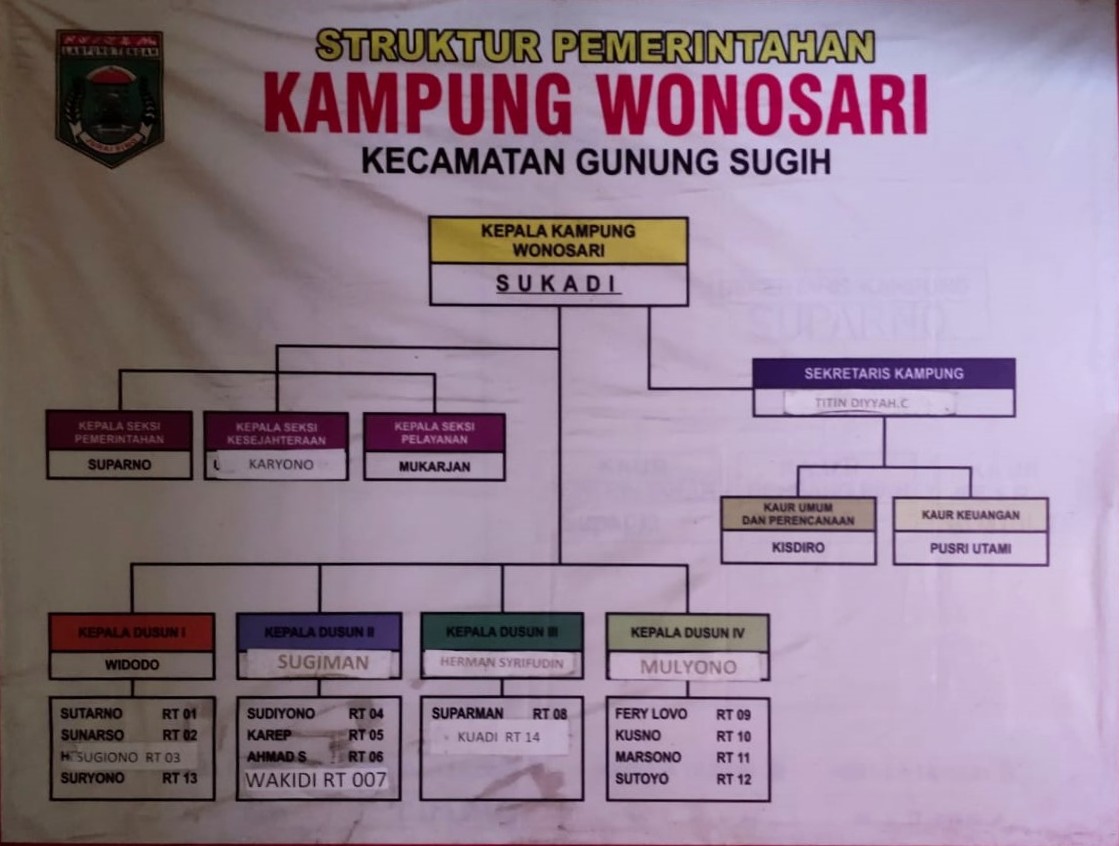 LAMPUNG TENGAH
JURAI SIWO
STRUKTUR PEMERINTAHAN
KAMPUNG WONOSARI
KECAMATAN GUNUNG SUGIH
KEPALA KAMPUNG
WONOSARI
SUKADI
SEKRETARIS KAMPUNG
TITIN DIYYAH.C
KEPALA SEKSI
PEMERINTAHAN
SUPARNO
KEPALA SEKSI
KESEJAHTERAAN
KARYONO
KEPALA SEKSI
PELAYANAN
MUKARJAN
KAUR UMUM
DAN PERENCANAAN
KISDIRO
KAUR KEUANGAN
PUSRI UTAMI
KEPALA DUSUN I
WIDODO
SUTARNO RT 01
SUNARSO RT 02
SUGIONO RT 03
SURYONO RT 13
KEPALA DUSUN II
SUGIMAN
SUDIYONO RT 04
KAREP RT 05
AHMAD S RT 06
WAKIDI RT 007
KEPALA DUSUN III
HERMAN SYRIFUDIN
SUPARMAN RT 08
KUADI RT 14
KEPALA DUSUN IV
MULYONO
FERY LOVO RT 09
KUSNO RT 10
MARSONO RT 11
SUTOYO RT 12